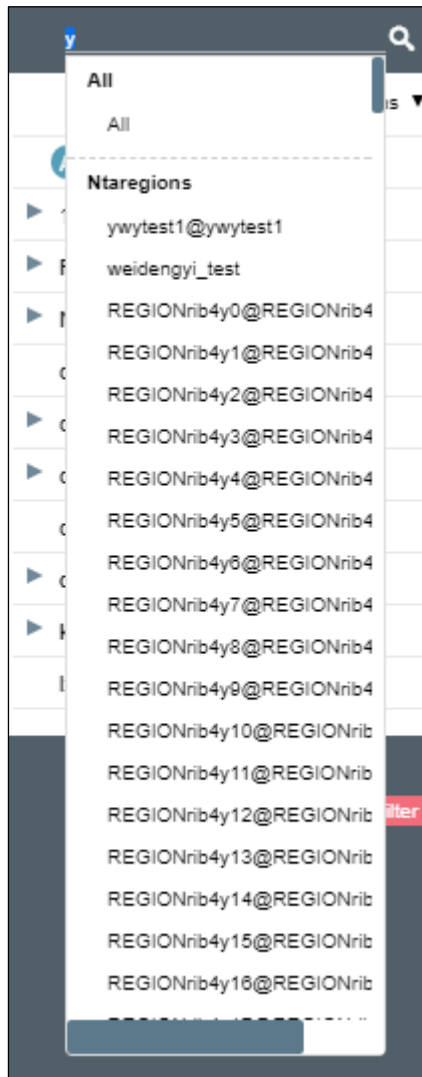 y
s ▼
All
All
A
Ntaregions
ywytest1@ywytest1
weidengyi_test
REGIONrib4y0@REGIONrib4
REGIONrib4y1@REGIONrib4
REGIONrib4y2@REGIONrib4
REGIONrib4y3@REGIONrib4
REGIONrib4y4@REGIONrib4
REGIONrib4y5@REGIONrib4
REGIONrib4y6@REGIONrib4
REGIONrib4y7@REGIONrib4
REGIONrib4y8@REGIONrib4
REGIONrib4y9@REGIONrib4
REGIONrib4y10@REGIONrib
REGIONrib4y11@REGIONrib
REGIONrib4y12@REGIONrib
ilter
REGIONrib4y13@REGIONrib
REGIONrib4y14@REGIONrib
REGIONrib4y15@REGIONrib
REGIONrib4y16@REGIONrib